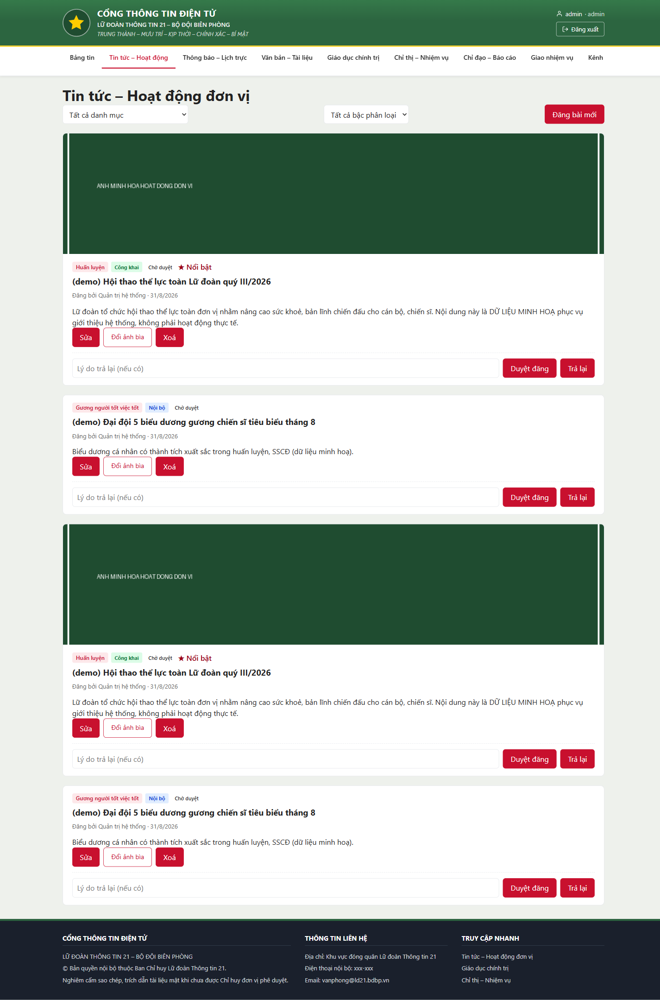 CỔNG THÔNG TIN ĐIỆN TỬ
LỮ ĐOÀN THÔNG TIN 21 – BỘ ĐỘI BIÊN PHÒNG
TRUNG THÀNH – MƯU TRÍ – KỊP THỜI – CHÍNH XÁC – BÍ MẬT
admin · admin
Đăng xuất
Bảng tin
Tin tức – Hoạt động
Thông báo – Lịch trực
Văn bản – Tài liệu
Giáo dục chính trị
Chỉ thị – Nhiệm vụ
Chỉ đạo – Báo cáo
Giao nhiệm vụ
Kênh
Tin tức – Hoạt động đơn vị
Tất cả danh mục
Tất cả bậc phân loại
Đăng bài mới
ANH MINH HOA HOAT DONG DON VI
Huấn luyện Công khai Chờ duyệt ★ Nổi bật
(demo) Hội thao thể lực toàn Lữ đoàn quý III/2026
Đăng bởi Quản trị hệ thống · 31/8/2026
Lữ đoàn tổ chức hội thao thể lực toàn đơn vị nhằm nâng cao sức khoẻ, bản lĩnh chiến đấu cho cán bộ, chiến sĩ. Nội dung này là DỮ LIỆU MINH HOẠ phục vụ
giới thiệu hệ thống, không phải hoạt động thực tế.
Sửa Đổi ảnh bìa Xoá
Lý do trả lại (nếu có) Duyệt đăng Trả lại
Gương người tốt việc tốt Nội bộ Chờ duyệt
(demo) Đại đội 5 biểu dương gương chiến sĩ tiêu biểu tháng 8
Đăng bởi Quản trị hệ thống · 31/8/2026
Biểu dương cá nhân có thành tích xuất sắc trong huấn luyện, SSCĐ (dữ liệu minh hoạ).
Sửa Đổi ảnh bìa Xoá
Lý do trả lại (nếu có) Duyệt đăng Trả lại
ANH MINH HOA HOAT DONG DON VI
Huấn luyện Công khai Chờ duyệt ★ Nổi bật
(demo) Hội thao thể lực toàn Lữ đoàn quý III/2026
Đăng bởi Quản trị hệ thống · 31/8/2026
Lữ đoàn tổ chức hội thao thể lực toàn đơn vị nhằm nâng cao sức khoẻ, bản lĩnh chiến đấu cho cán bộ, chiến sĩ. Nội dung này là DỮ LIỆU MINH HOẠ phục vụ
giới thiệu hệ thống, không phải hoạt động thực tế.
Sửa Đổi ảnh bìa Xoá
Lý do trả lại (nếu có) Duyệt đăng Trả lại
Gương người tốt việc tốt Nội bộ Chờ duyệt
(demo) Đại đội 5 biểu dương gương chiến sĩ tiêu biểu tháng 8
Đăng bởi Quản trị hệ thống · 31/8/2026
Biểu dương cá nhân có thành tích xuất sắc trong huấn luyện, SSCĐ (dữ liệu minh hoạ).
Sửa Đổi ảnh bìa Xoá
Lý do trả lại (nếu có) Duyệt đăng Trả lại
CỔNG THÔNG TIN ĐIỆN TỬ
LỮ ĐOÀN THÔNG TIN 21 – BỘ ĐỘI BIÊN PHÒNG
© Bản quyền nội bộ thuộc Ban Chỉ huy Lữ đoàn Thông tin 21.
Nghiêm cấm sao chép, trích dẫn tài liệu mật khi chưa được Chỉ huy đơn vị phê duyệt.
THÔNG TIN LIÊN HỆ
Địa chỉ: Khu vực đóng quân Lữ đoàn Thông tin 21
Điện thoại nội bộ: xxx-xxx
Email: vanphong@ld21.bdbp.vn
TRUY CẬP NHANH
Tin tức – Hoạt động đơn vị
Giáo dục chính trị
Chỉ thị – Nhiệm vụ